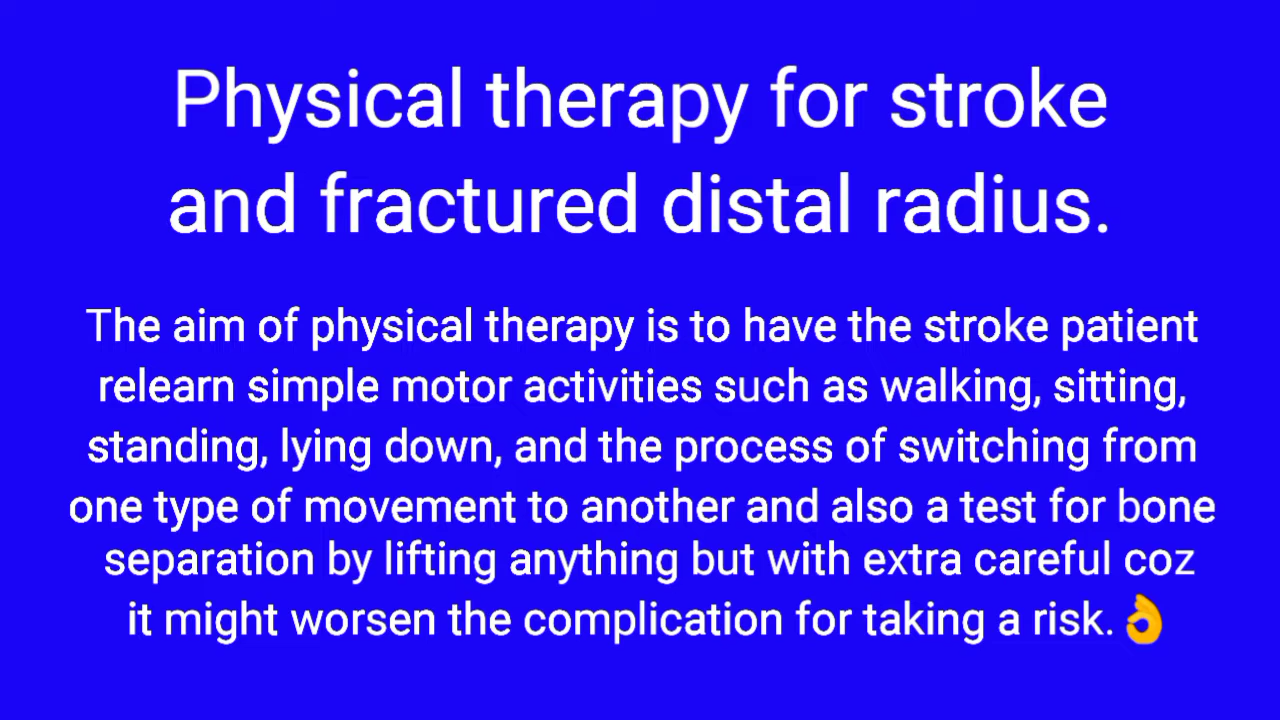 Physical therapy for stroke
and fractured distal radius.
The aim of physical therapy is to have the stroke patient
relearn simple motor activities such as walking, sitting,
standing, lying down, and the process of switching from
one type of movement to another and also a test for bone
separation by lifting anything but with extra careful coz
it might worsen the complication for taking a risk.👌